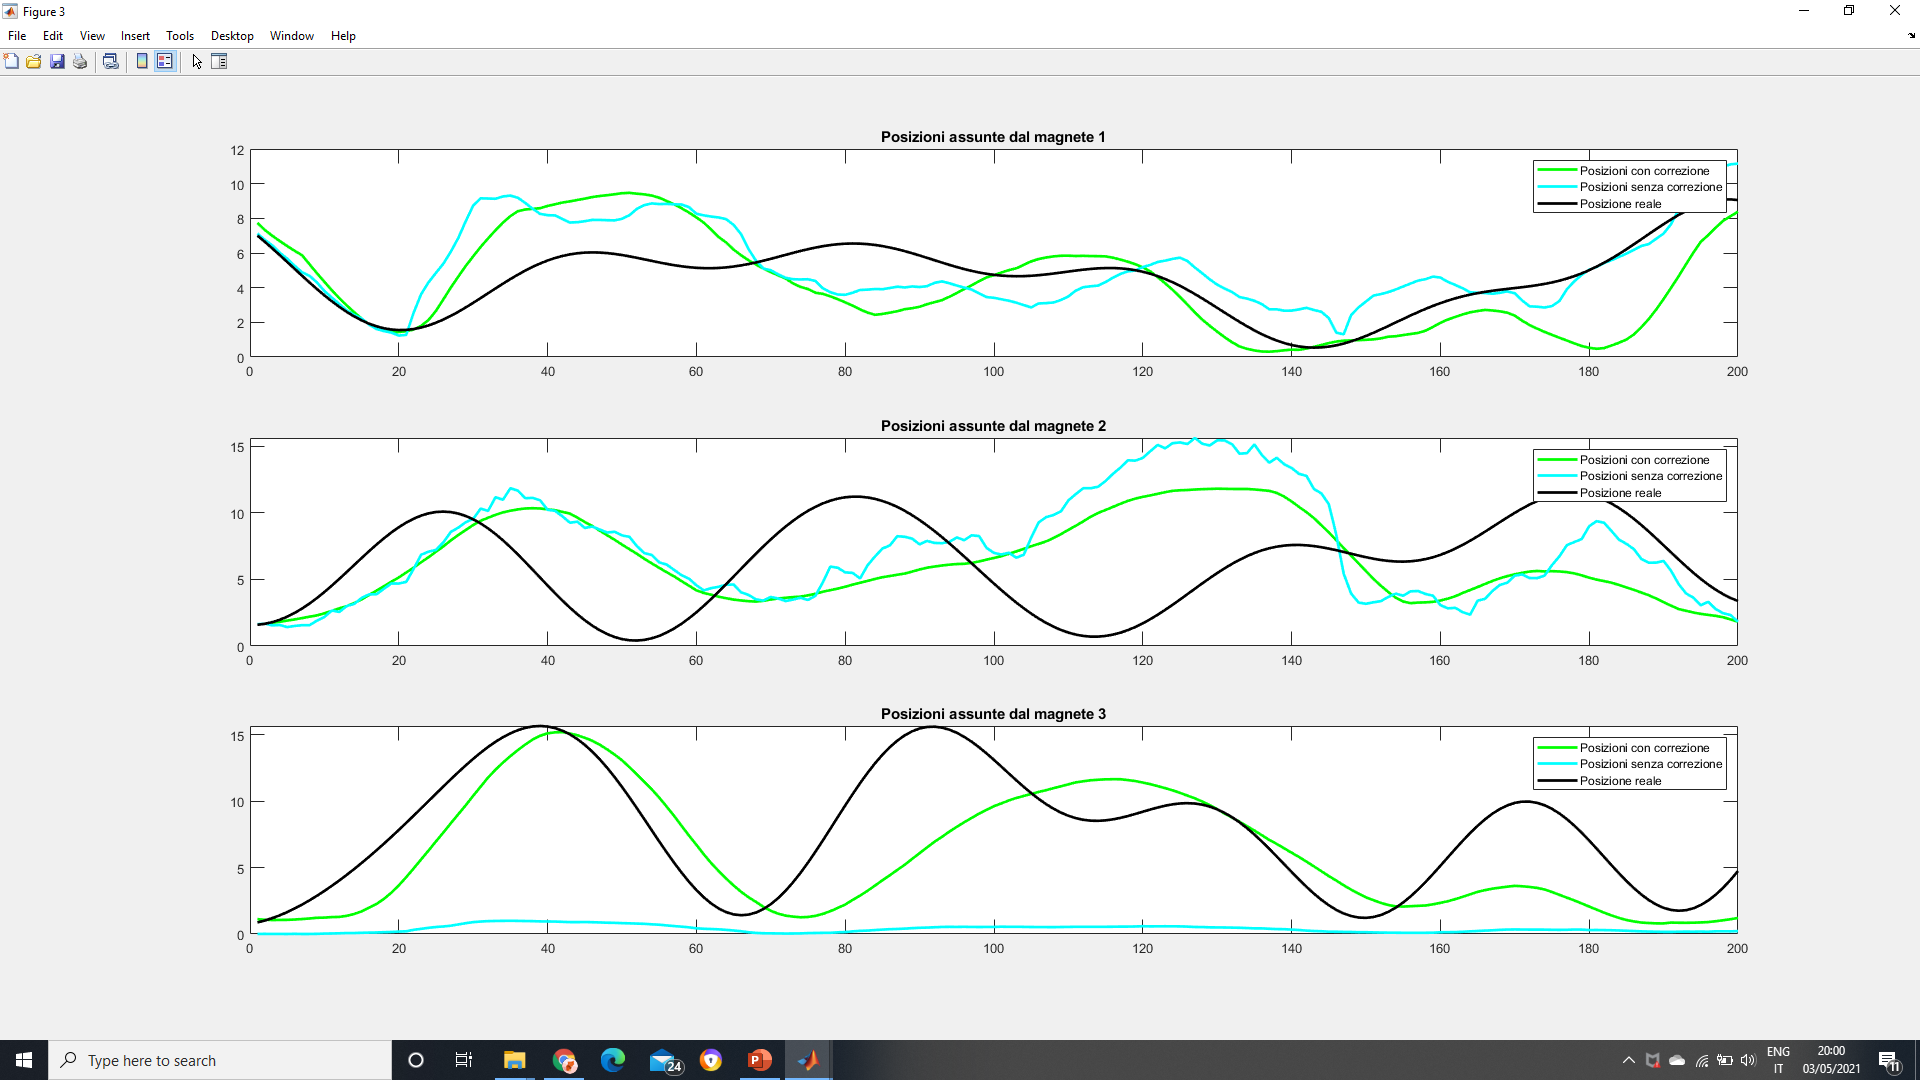 Figure 3
File Edit View Insert Tools Desktop Window Help
Posizioni assunte dal magnete 1
12
10
8
6
4
2
0
0 20 40 60 80 100 120 140 160 180 200
Posizioni con correzione
Posizioni senza correzione
Posizione reale
Posizioni assunte dal magnete 2
15
10
5
0
0 20 40 60 80 100 120 140 160 180 200
Posizioni con correzione
Posizioni senza correzione
Posizione reale
Posizioni assunte dal magnete 3
15
10
5
0
0 20 40 60 80 100 120 140 160 180 200
Posizioni con correzione
Posizioni senza correzione
Posizione reale
Type here to search
24
ENG
IT
20:00
03/05/2021
11